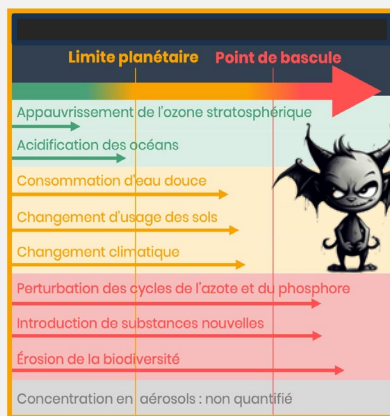 Limite planétaire
Point de bascule
Appauvrissement de l'ozone stratosphérique
Acidification des océans
Consommation d'eau douce
Changement d'usage des sols
Changement climatique
Perturbation des cycles de l'azote et du phosphore
Introduction de substances nouvelles
Érosion de la biodiversité
Concentration en aérosols : non quantifié